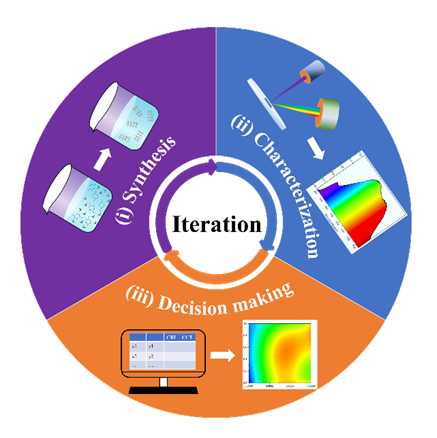 (i) Synthesis
(ii) Characterization
Iteration
(iii) Decision making
CRI CCT